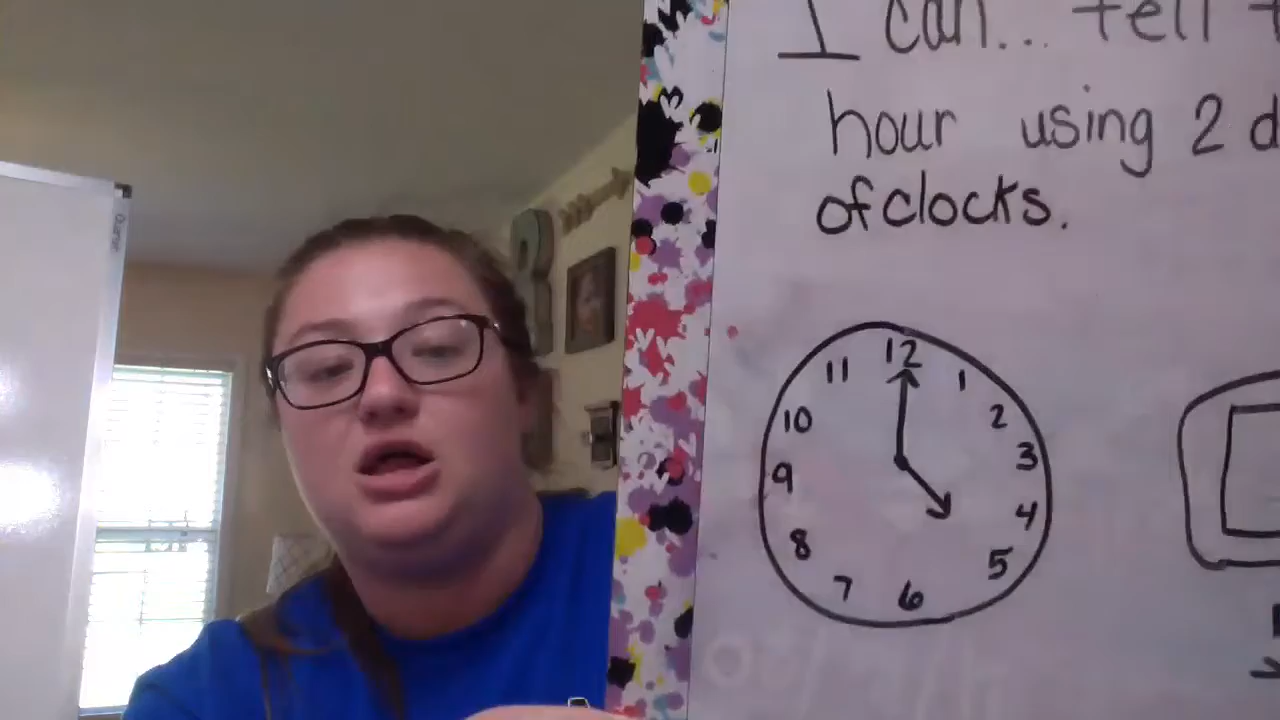 I can... tell
hour using 2
of clocks.
12
11 1
10 2
9 3
8 4
7 5
6